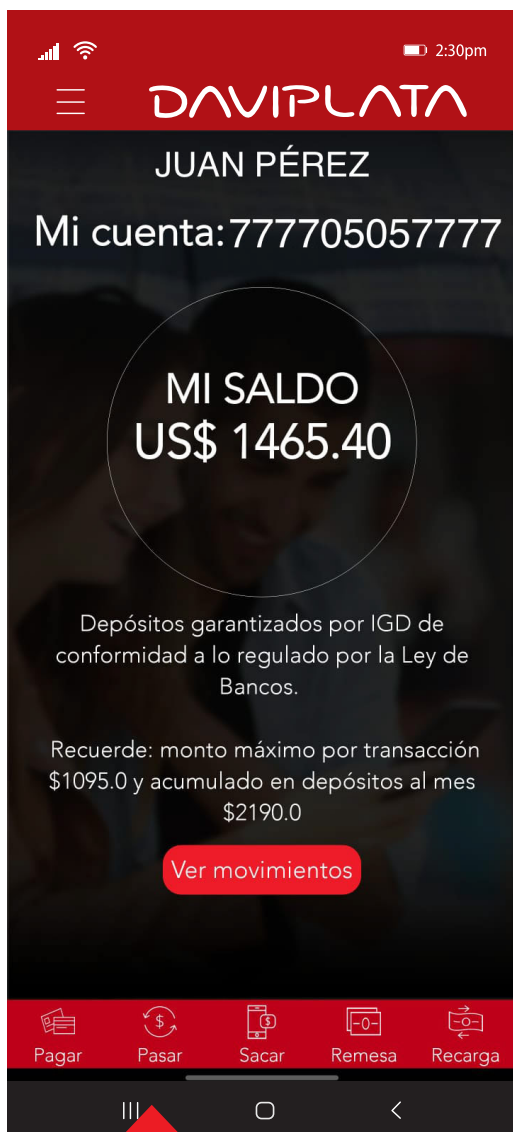 2:30pm
DAVIPLATA
JUAN PÉREZ
Mi cuenta: 777705057777
MI SALDO
US$ 1465.40
Depósitos garantizados por IGD de
conformidad a lo regulado por la Ley de
Bancos.
Recuerde: monto máximo por transacción
$1095.0 y acumulado en depósitos al mes
$2190.0
Ver movimientos
Pagar Pasar Sacar Remesa Recarga